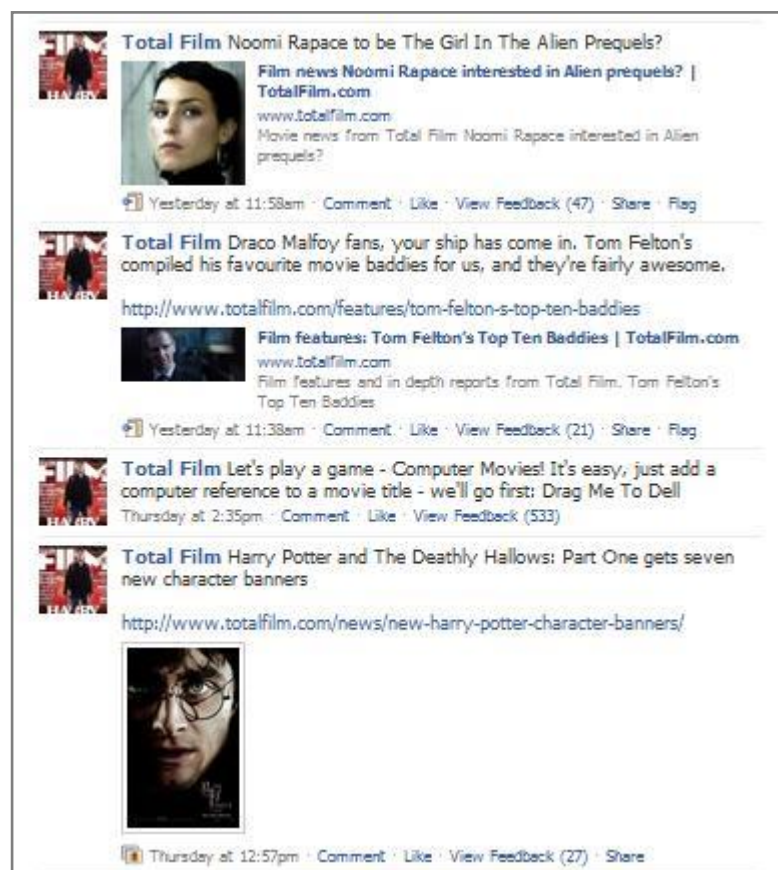 Total Film Noomi Rapace to be The Girl In The Alien Prequels?
Film news Noomi Rapace interested in Alien prequels? |
TotalFilm.com
www.totalfilm.com
Movie news from Total Film Noomi Rapace interested in Alien
prequels?
Yesterday at 11:58am · Comment · Like · View Feedback (47) · Share · Flag
Total Film Draco Malfoy fans, your ship has come in. Tom Felton's
compiled his favourite movie baddies for us, and they're fairly awesome.
http://www.totalfilm.com/features/tom-felton-s-top-ten-baddies
Film features: Tom Felton's Top Ten Baddies | TotalFilm.com
www.totalfilm.com
Film features and in depth reports from Total Film. Tom Felton's
Top Ten Baddies
Yesterday at 11:38am · Comment · Like · View Feedback (21) · Share · Flag
Total Film Let's play a game - Computer Movies! It's easy, just add a
computer reference to a movie title - we'll go first: Drag Me To Dell
Thursday at 2:35pm · Comment · Like · View Feedback (533)
Total Film Harry Potter and The Deathly Hallows: Part One gets seven
new character banners
http://www.totalfilm.com/news/new-harry-potter-character-banners/
Thursday at 12:57pm · Comment · Like · View Feedback (27) · Share